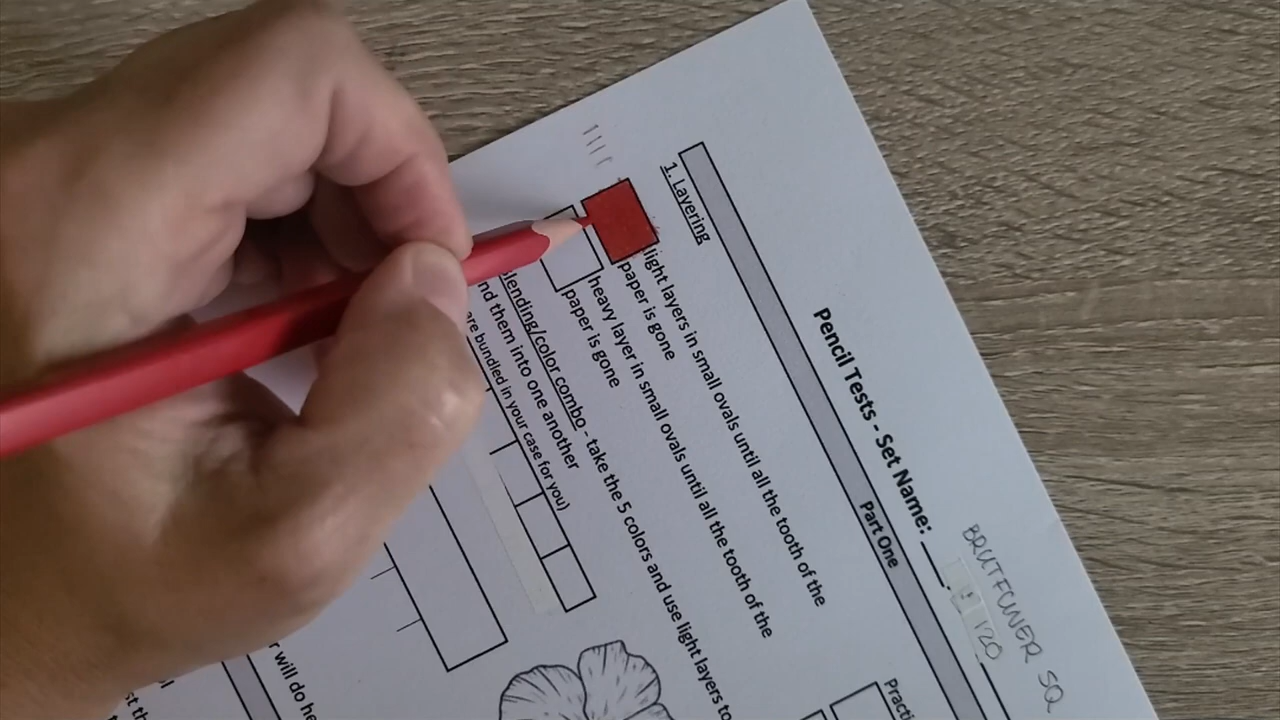 Pencil Tests - Set Name:
BRUTFUNER SQ
120
Part One
1. Layering
light layers in small ovals until all the tooth of the
paper is gone
heavy layer in small ovals until all the tooth of the
paper is gone
Blending/color combo - take the 5 colors and use light layers to
nd them into one another
are bundled in your case for you)
Practi
r will do he